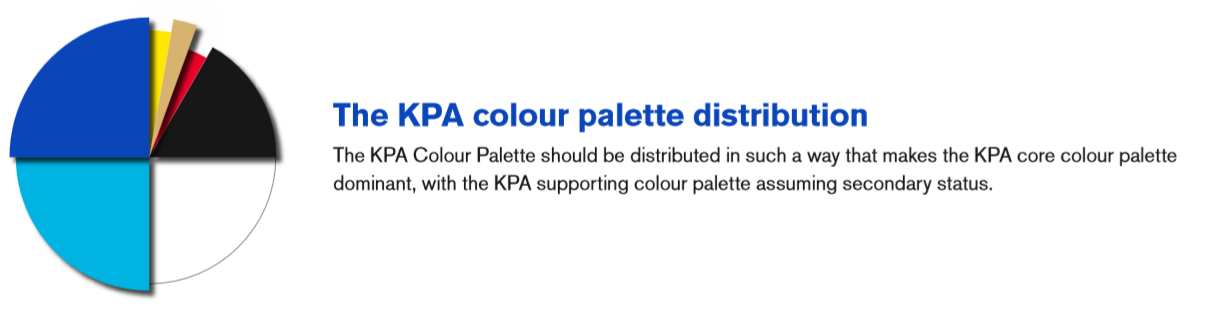 The KPA colour palette distribution
The KPA Colour Palette should be distributed in such a way that makes the KPA core colour palette
dominant, with the KPA supporting colour palette assuming secondary status.